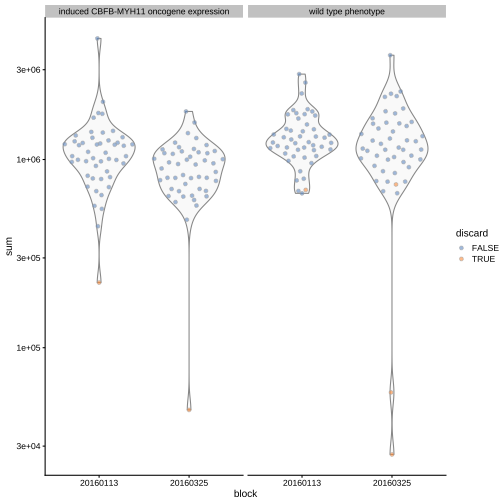 induced CBFB-MYH11 oncogene expression
wild type phenotype
3e+06
1e+06
3e+05
1e+05
3e+04
sum
20160113
20160325
20160113
20160325
block
discard
FALSE
TRUE